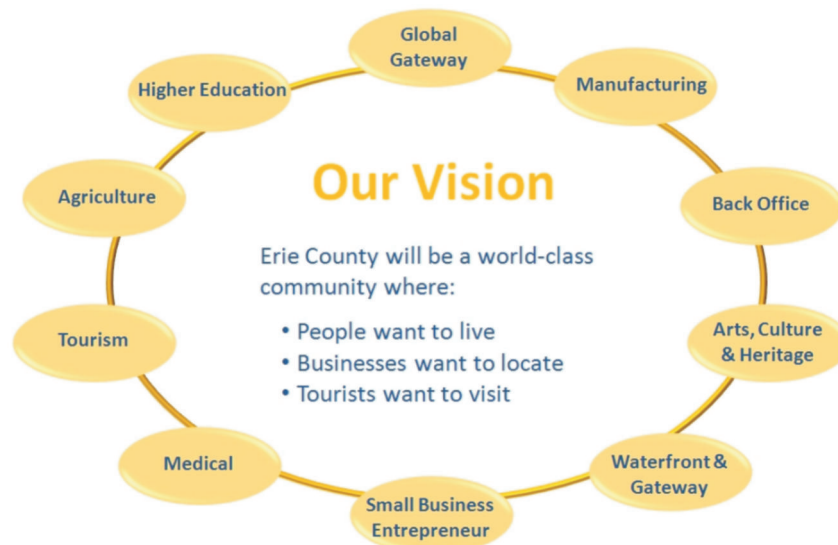 Global
Gateway
Manufacturing
Higher Education
Our Vision
Agriculture
Back Office
Erie County will be a world-class
community where:
• People want to live
• Businesses want to locate
• Tourists want to visit
Tourism
Arts, Culture
& Heritage
Medical
Waterfront &
Gateway
Small Business
Entrepreneur